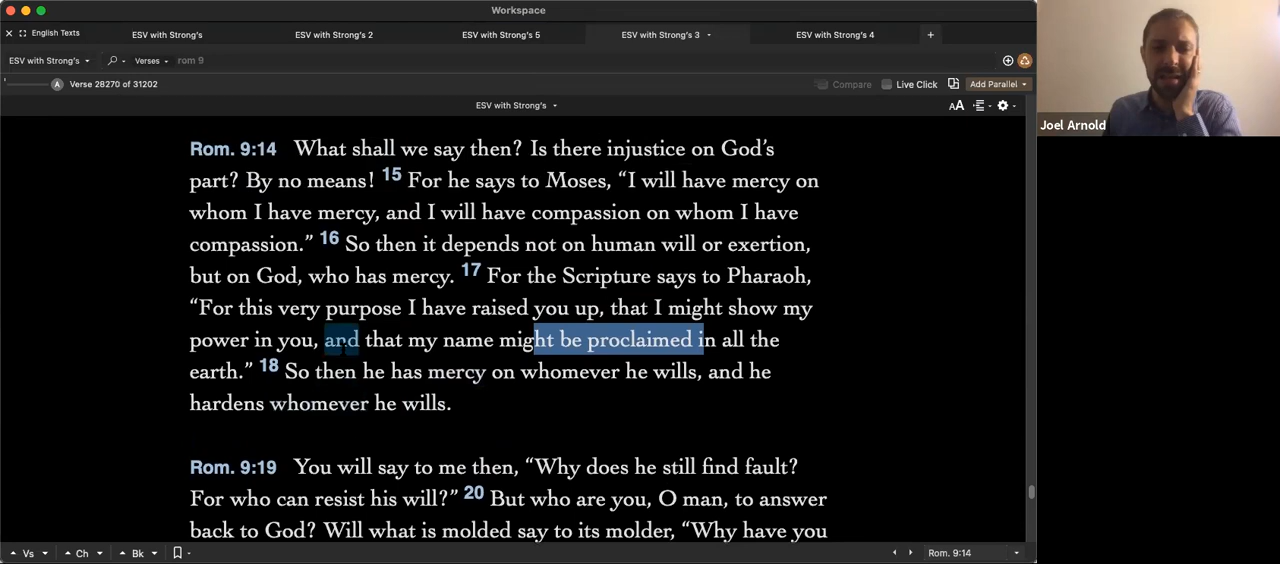 Workspace
English Texts
ESV with Strong's
ESV with Strong's 2
ESV with Strong's 5
ESV with Strong's 3
ESV with Strong's 4
+
ESV with Strong's
Verses
rom 9
A
Verse 28270 of 31202
Compare
Live Click
Add Parallel
ESV with Strong's
AA
Rom. 9:14 What shall we say then? Is there injustice on God’s
part? By no means! 15 For he says to Moses, “I will have mercy on
whom I have mercy, and I will have compassion on whom I have
compassion.” 16 So then it depends not on human will or exertion,
but on God, who has mercy. 17 For the Scripture says to Pharaoh,
“For this very purpose I have raised you up, that I might show my
power in you, and that my name might be proclaimed in all the
earth.” 18 So then he has mercy on whomever he wills, and he
hardens whomever he wills.
Rom. 9:19 You will say to me then, “Why does he still find fault?
For who can resist his will?” 20 But who are you, O man, to answer
back to God? Will what is molded say to its molder, “Why have you
Vs
Ch
Bk
Rom. 9:14
Joel Arnold